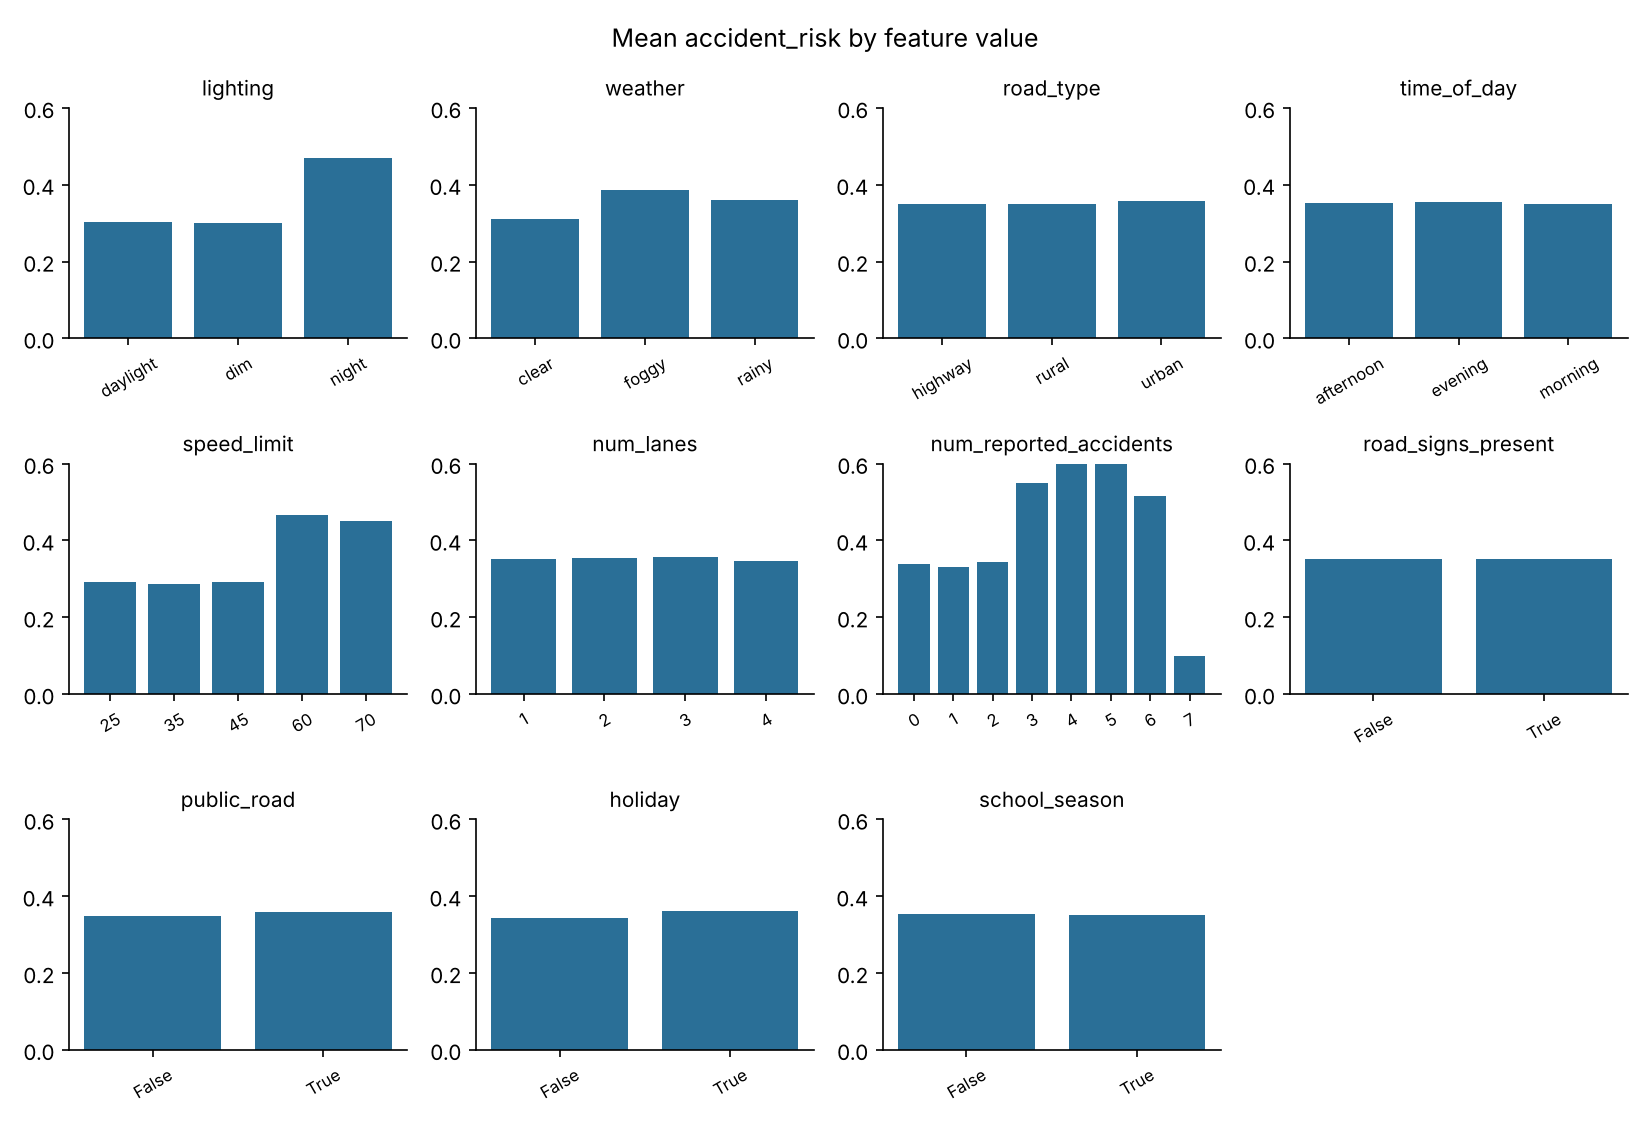 Mean accident_risk by feature value
lighting
0.6
0.4
0.2
0.0
daylight
dim
night
weather
0.6
0.4
0.2
0.0
clear
foggy
rainy
road_type
0.6
0.4
0.2
0.0
highway
rural
urban
time_of_day
0.6
0.4
0.2
0.0
afternoon
evening
morning
speed_limit
0.6
0.4
0.2
0.0
25
35
45
60
70
num_lanes
0.6
0.4
0.2
0.0
1
2
3
4
num_reported_accidents
0.6
0.4
0.2
0.0
0
1
2
3
4
5
6
7
road_signs_present
0.6
0.4
0.2
0.0
False
True
public_road
0.6
0.4
0.2
0.0
False
True
holiday
0.6
0.4
0.2
0.0
False
True
school_season
0.6
0.4
0.2
0.0
False
True